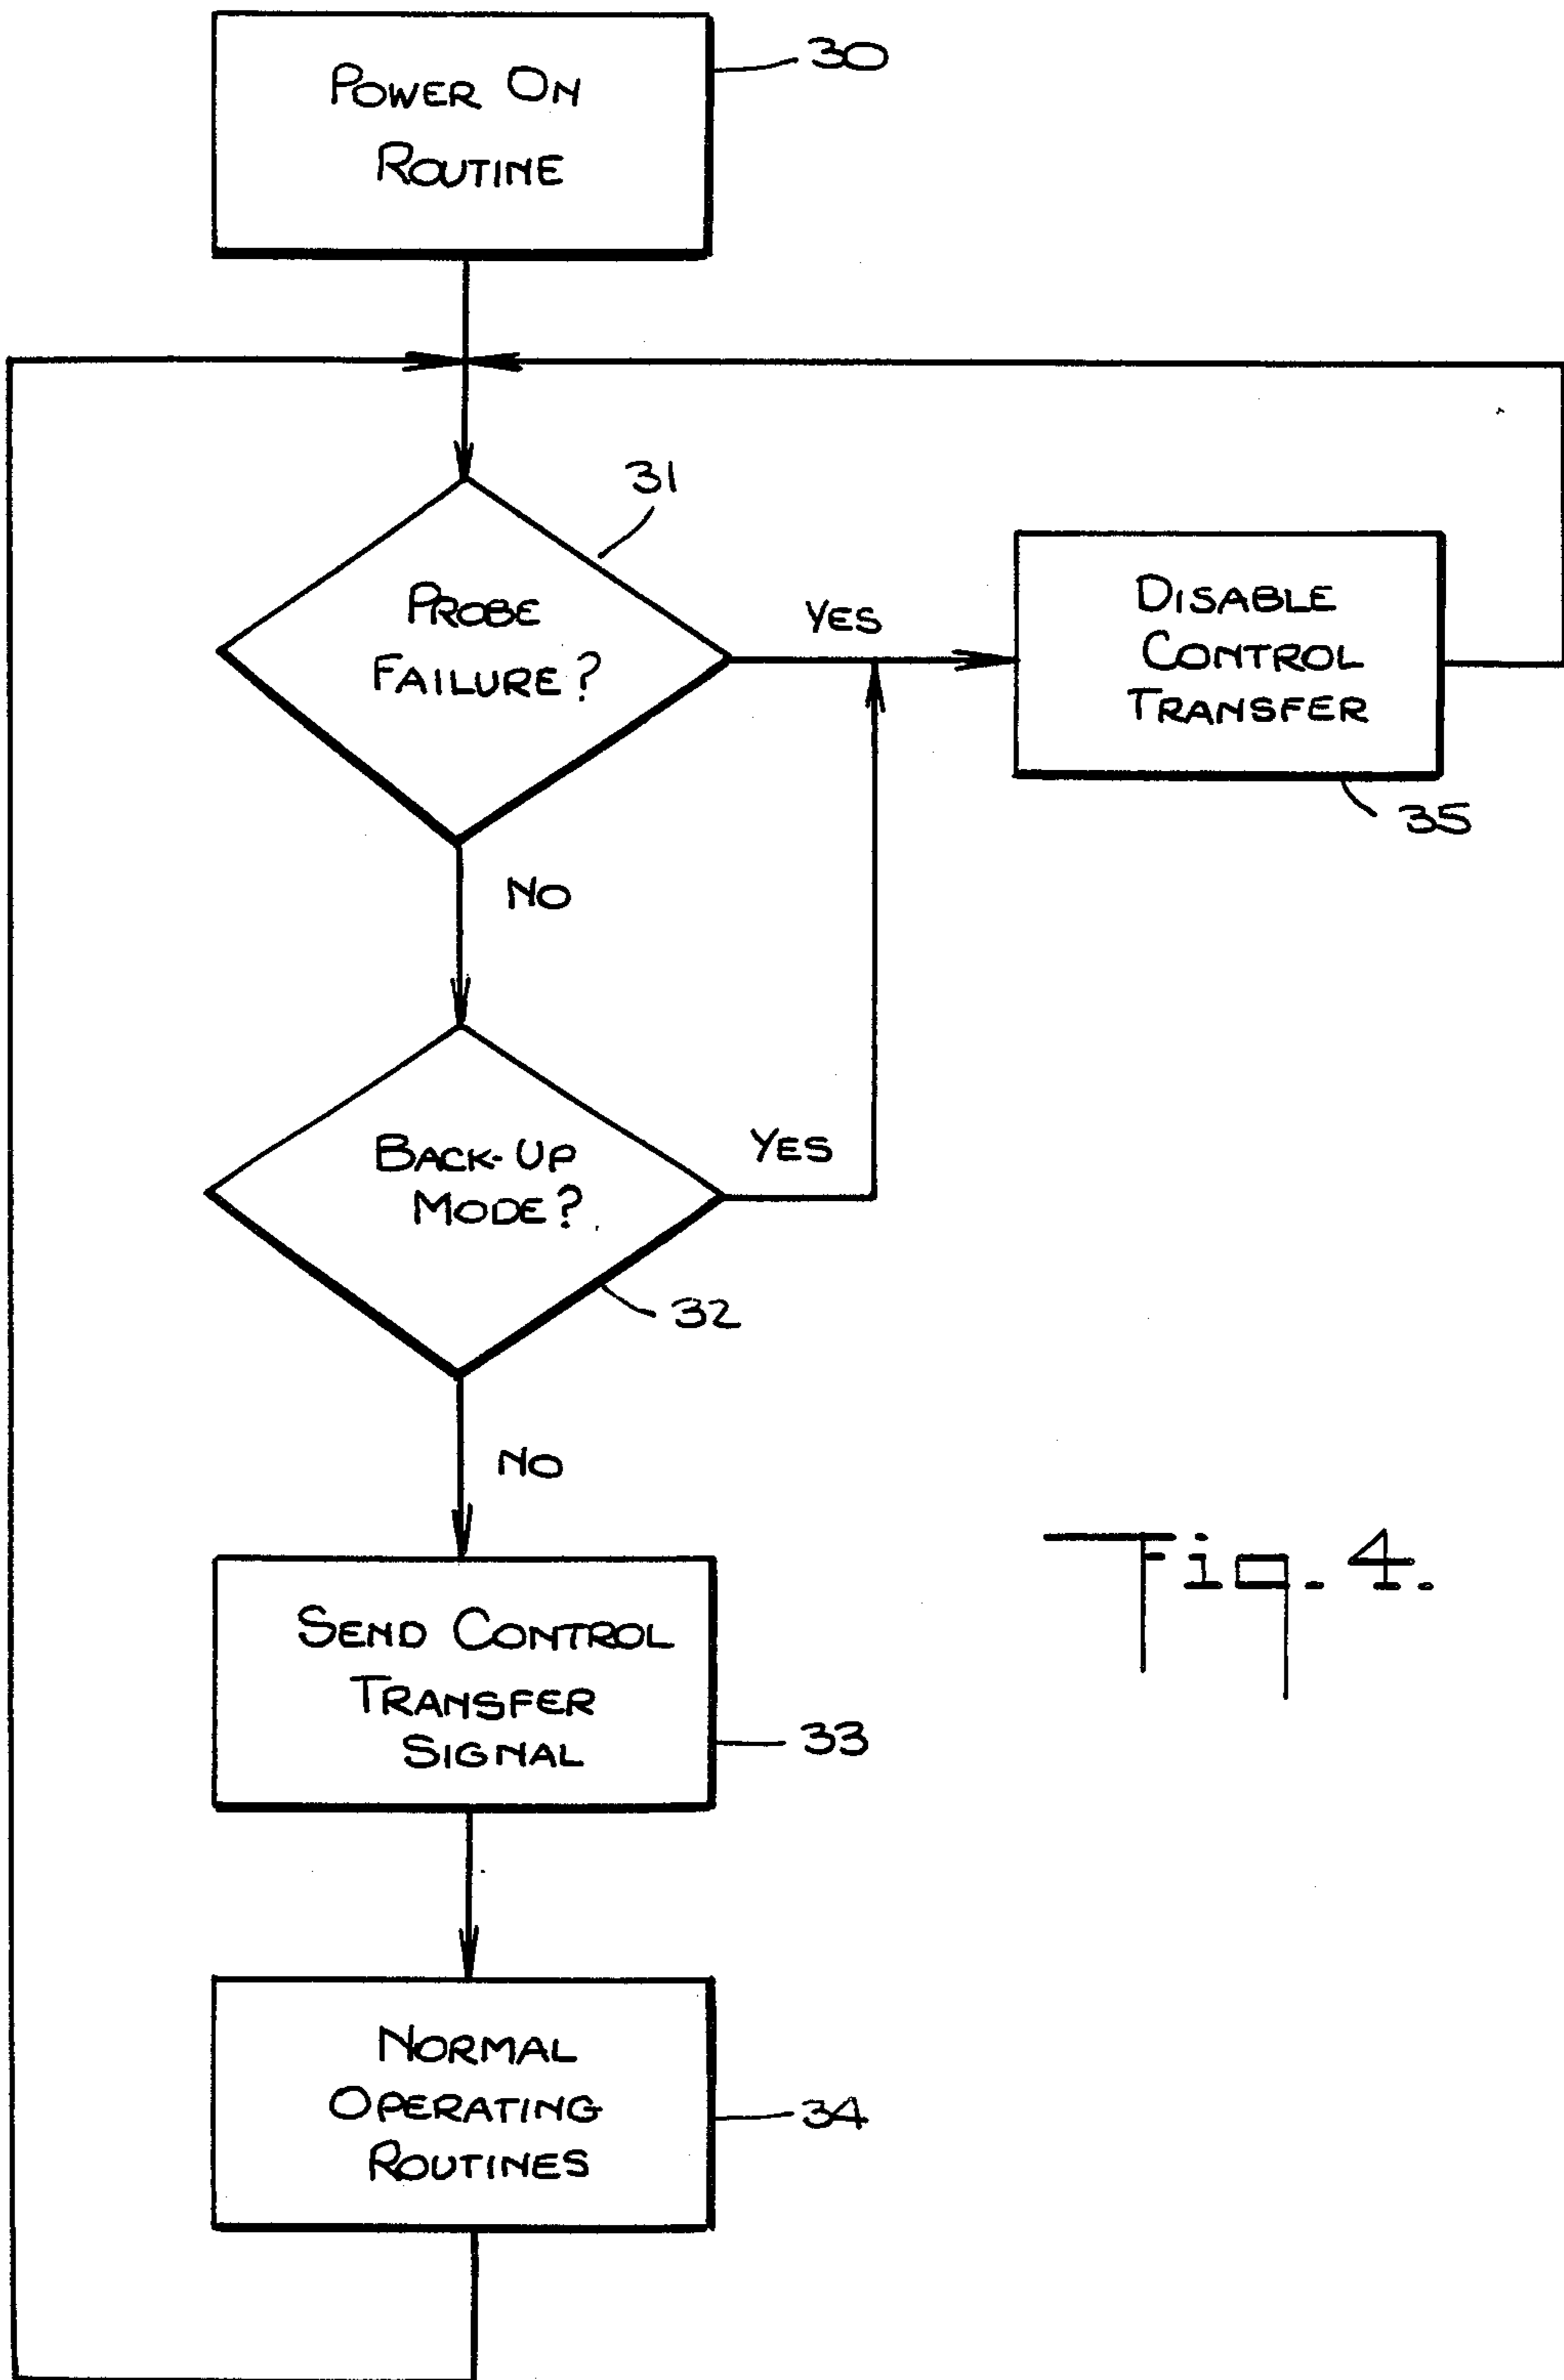 POWER ON
ROUTINE
30
31
PROBE
FAILURE?
YES
DISABLE
CONTROL
TRANSFER
35
NO
BACK-UP
MODE?
YES
32
NO
SEND CONTROL
TRANSFER
SIGNAL
33
Fig. 4.
NORMAL
OPERATING
ROUTINES
34